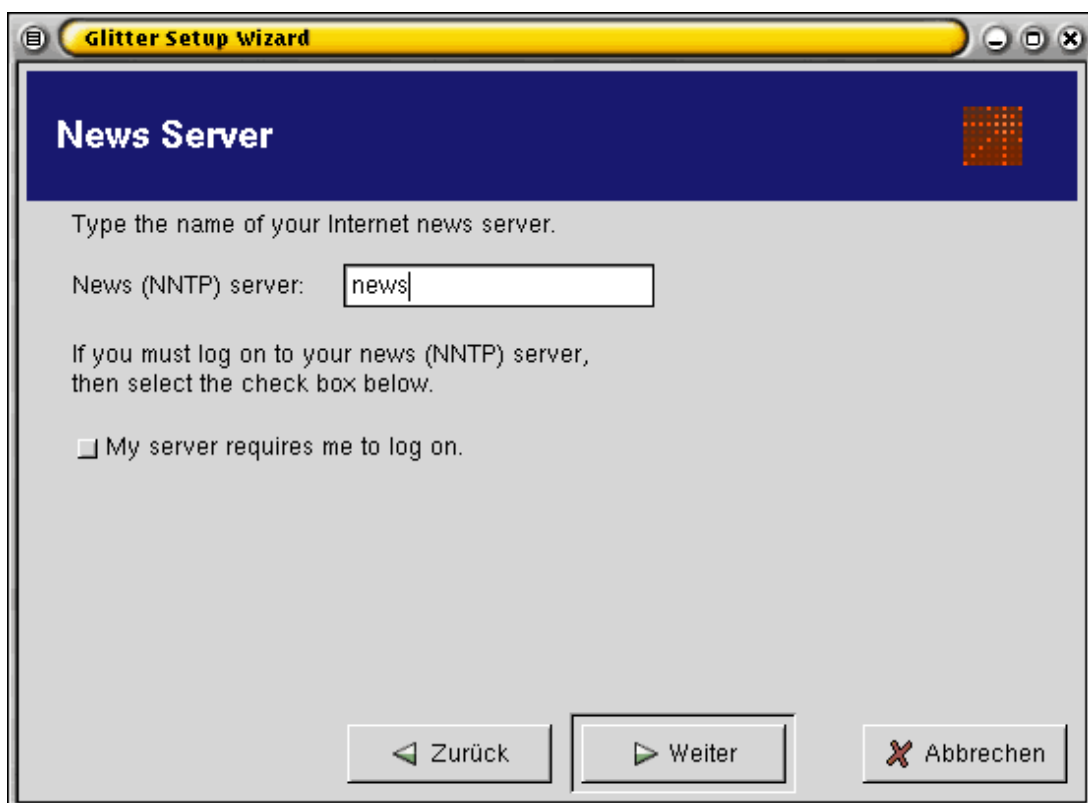 Glitter Setup Wizard
News Server
Type the name of your Internet news server.
News (NNTP) server: news
If you must log on to your news (NNTP) server,
then select the check box below.
My server requires me to log on.
Zurück Weiter Abbrechen